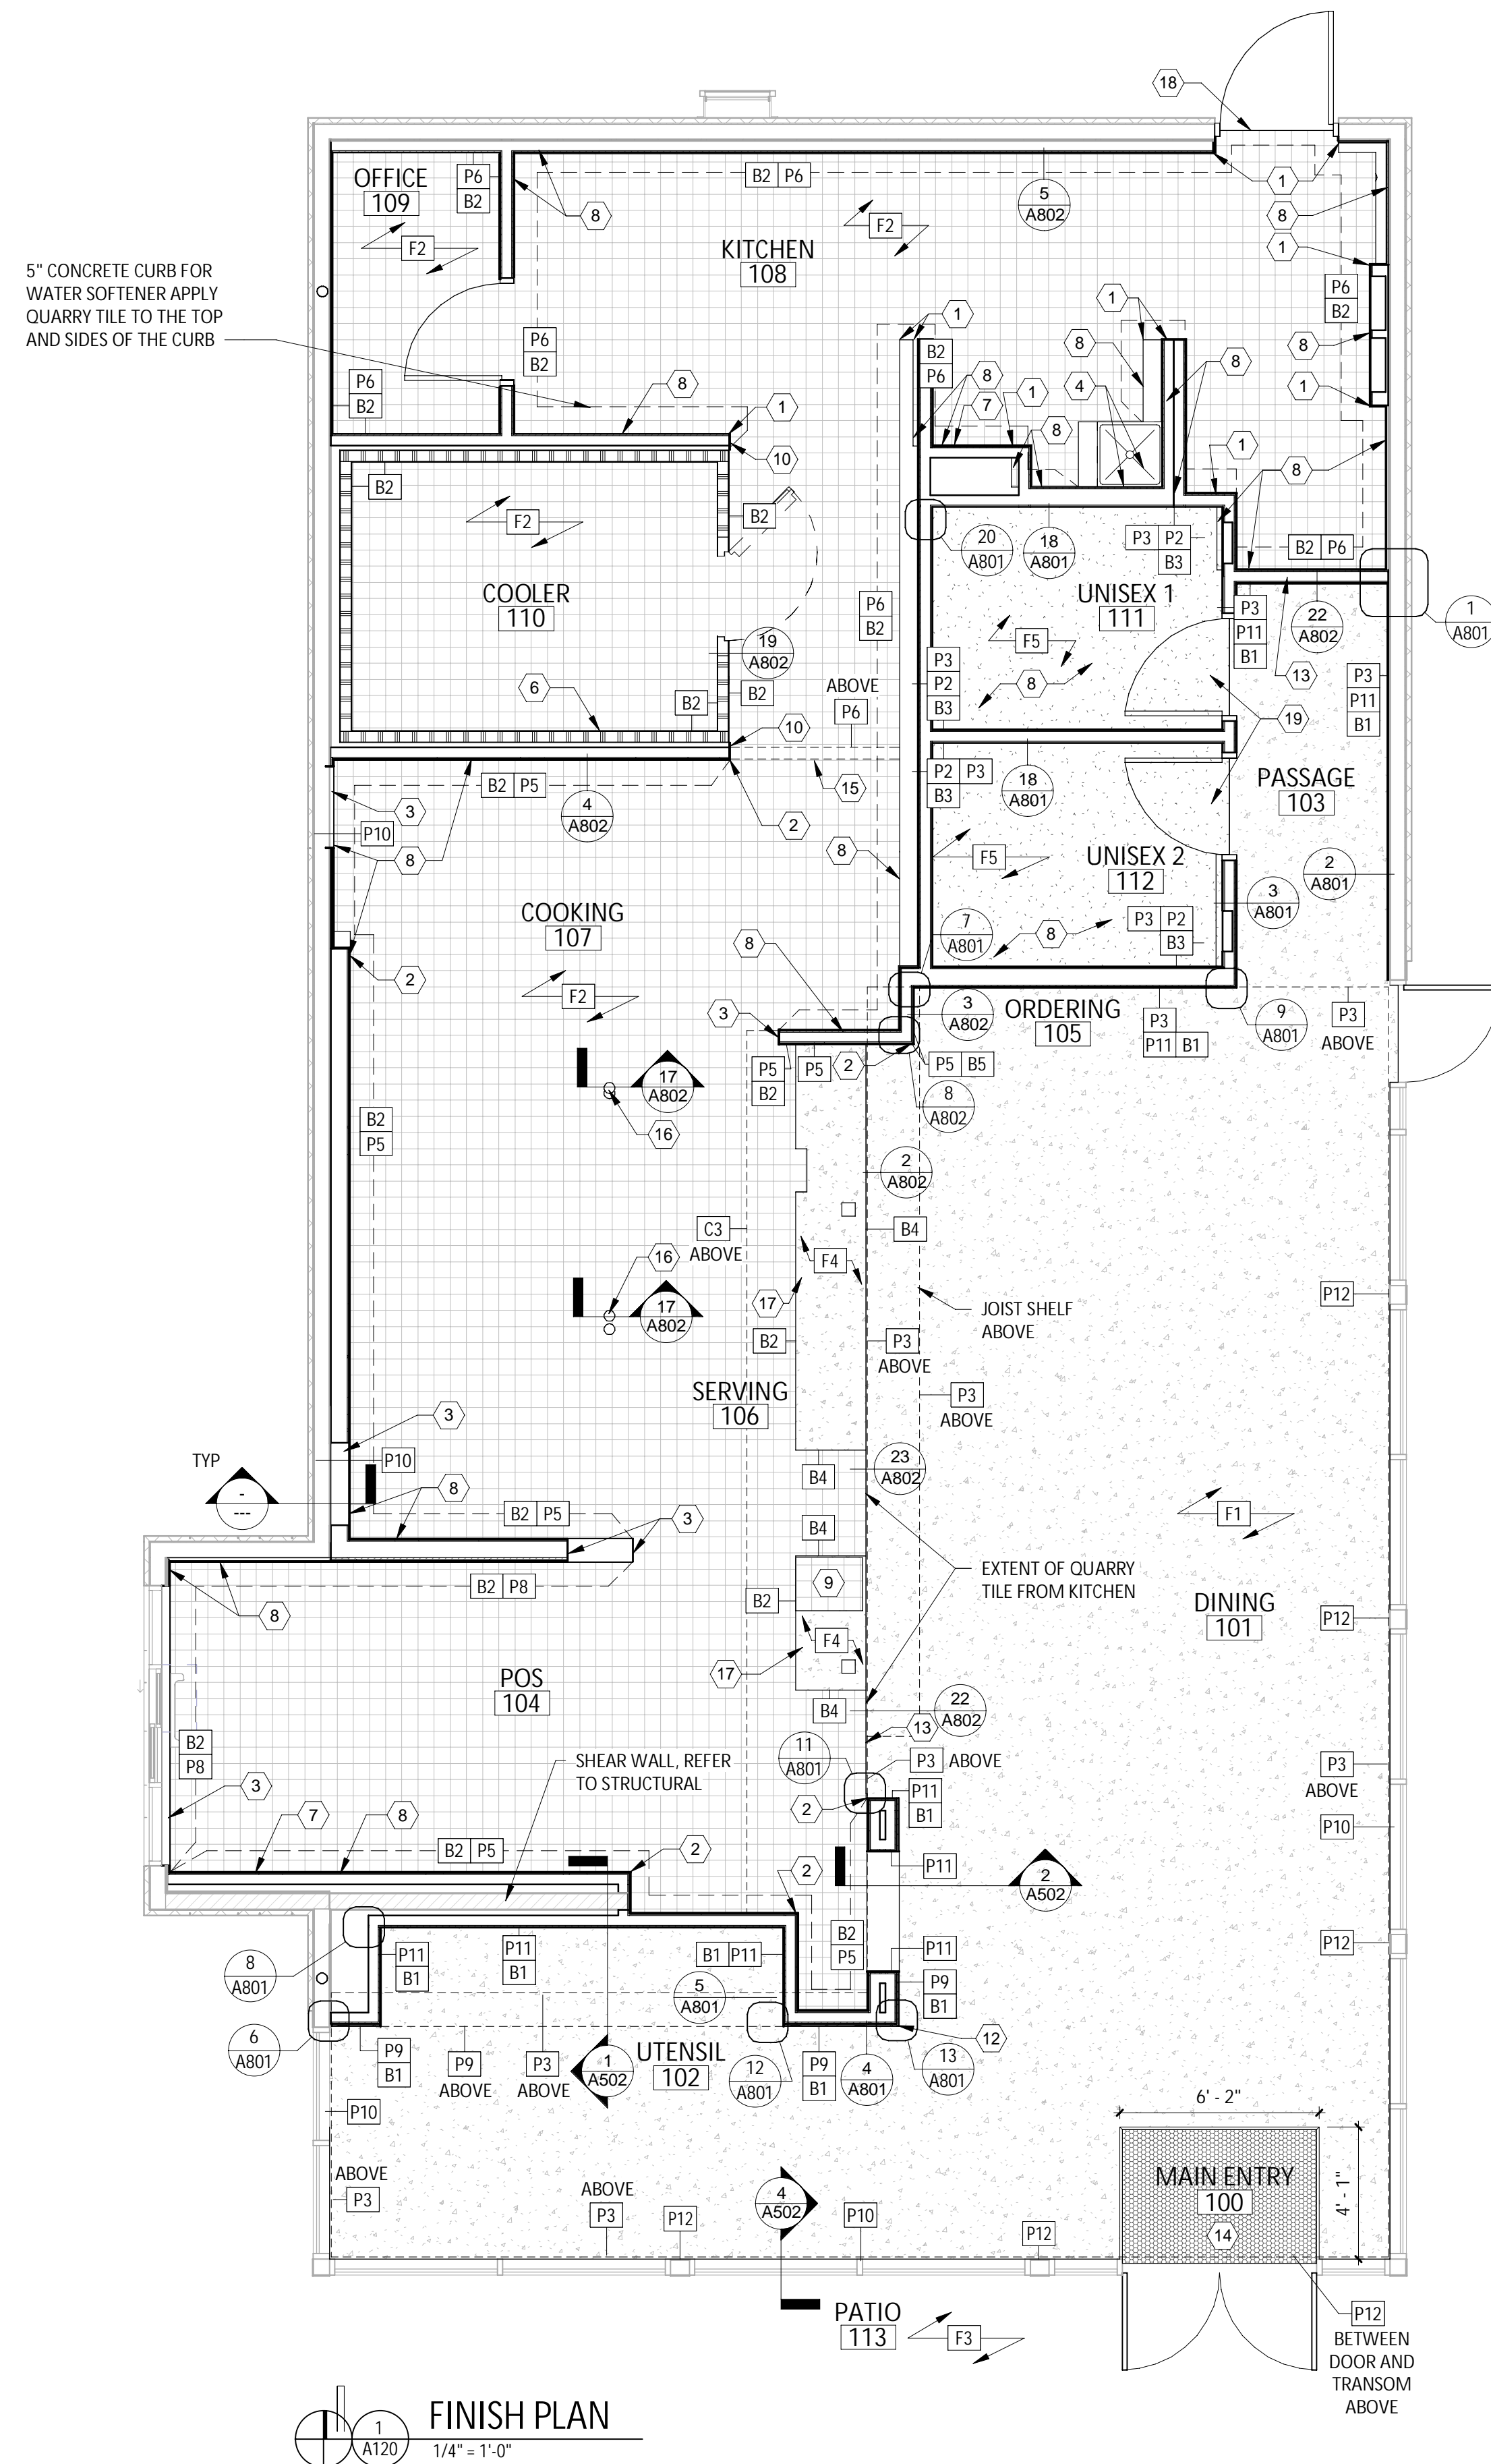 18
OFFICE
109
P6
B2
B2 P6
5
A802
1
8
F2
8
F2
KITCHEN
108
1
5" CONCRETE CURB FOR
WATER SOFTENER APPLY
QUARRY TILE TO THE TOP
AND SIDES OF THE CURB
P6
B2
1
1
P6
B2
8
B2
P6
8
8
8
4
P6
B2
8
1
7
1
1
8
10
1
8
B2
F2
B2
20
A801
18
A801
P3 P2
B3
B2 P6
COOLER
110
UNISEX 1
111
P6
B2
P3
P11
B1
22
A802
1
A801
F5
19
A802
P3
P2
B3
8
13
P3
P11
B1
6
B2
B2
ABOVE
P6
10
19
B2 P5
15
P2 P3
B3
18
A801
PASSAGE
103
3
4
A802
2
P10
8
8
F5
UNISEX 2
112
2
A801
3
A801
COOKING
107
P3 P2
B3
7
A801
8
8
2
F2
3
3
A802
ORDERING
105
P3
P11 B1
9
A801
P3
ABOVE
17
A802
P5
B2
P5
2
P5 B5
8
A802
16
B2
P5
2
A802
C3
ABOVE
B4
16
F4
17
A802
17
JOIST SHELF
ABOVE
P12
B2
P3
ABOVE
SERVING
106
P3
ABOVE
3
TYP
P10
-
---
23
A802
B4
8
B2 P5
3
B4
F1
EXTENT OF QUARRY
TILE FROM KITCHEN
B2 P8
9
B2
8
DINING
101
P12
F4
POS
104
17
B4
22
A802
13
B2
P8
11
A801
SHEAR WALL, REFER
TO STRUCTURAL
P3 ABOVE
P3
ABOVE
3
7
8
2
P11
B1
P10
B2 P5
2
2
P11
2
A502
B2
P5
P12
8
A801
P11
B1
P11
B1
B1 P11
P11
5
A801
P9
B1
6
A801
P9
B1
P9
ABOVE
P3
ABOVE
1
A502
UTENSIL
102
12
A801
P9
B1
4
A801
13
A801
12
P10
6' - 2"
ABOVE
P3
ABOVE
P3
P12
4
A502
P10
P12
MAIN ENTRY
100
14
4' - 1"
PATIO
113
F3
P12
BETWEEN
DOOR AND
TRANSOM
ABOVE
1
A120
FINISH PLAN
1/4" = 1'-0"